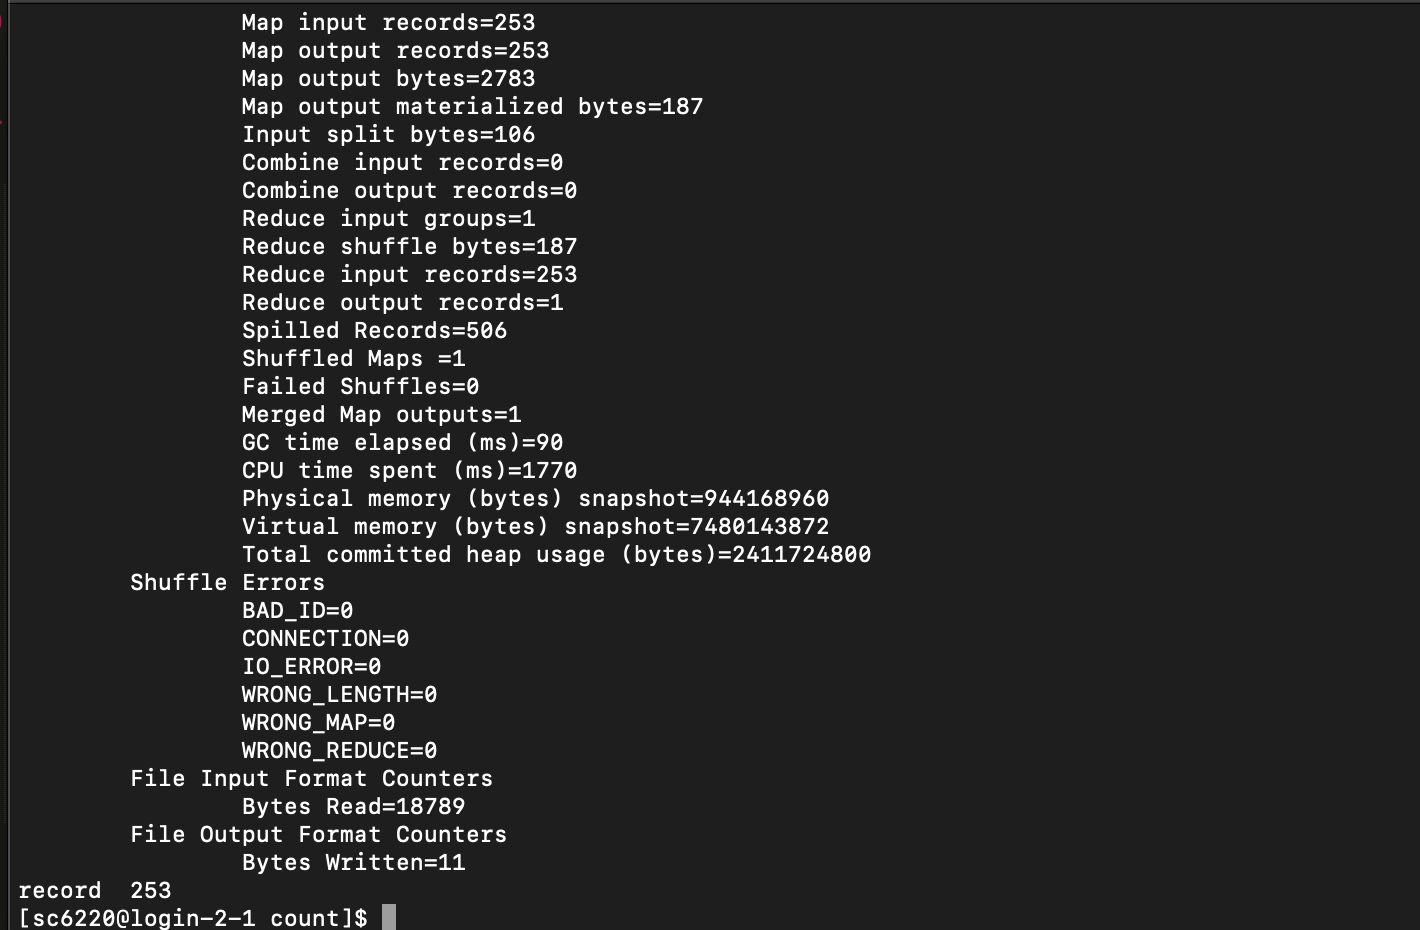 Map input records=253
Map output records=253
Map output bytes=2783
Map output materialized bytes=187
Input split bytes=106
Combine input records=0
Combine output records=0
Reduce input groups=1
Reduce shuffle bytes=187
Reduce input records=253
Reduce output records=1
Spilled Records=506
Shuffled Maps =1
Failed Shuffles=0
Merged Map outputs=1
GC time elapsed (ms)=90
CPU time spent (ms)=1770
Physical memory (bytes) snapshot=944168960
Virtual memory (bytes) snapshot=7480143872
Total committed heap usage (bytes)=2411724800
Shuffle Errors
BAD_ID=0
CONNECTION=0
IO_ERROR=0
WRONG_LENGTH=0
WRONG_MAP=0
WRONG_REDUCE=0
File Input Format Counters
Bytes Read=18789
File Output Format Counters
Bytes Written=11
record  253
[sc6220@login-2-1 count]$